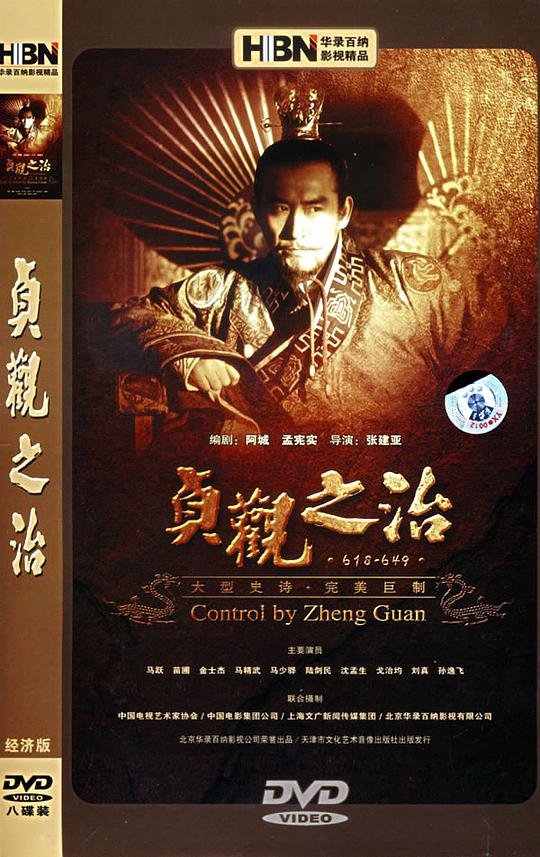 HBN
华录百纳影视精品
貞觀之治
貞觀之治
经济版
DVD
VIDEO
八碟装
HBN 华录百纳
影视精品
编剧：阿城 孟宪实 导演：张建亚
貞觀之治
·618-649·
大型史诗·完美巨制
Control by Zheng Guan
主要演员
马跃 苗圃 金士杰 马精武 马少骅 陆剑民 沈孟生 戈治均 刘真 孙逸飞
联合摄制
中国电视艺术家协会/中国电影集团公司/上海文广新闻传媒集团/北京华录百纳影视有限公司
北京华录百纳影视公司荣誉出品/天津市文化艺术音像出版社出版发行
DVD
VIDEO